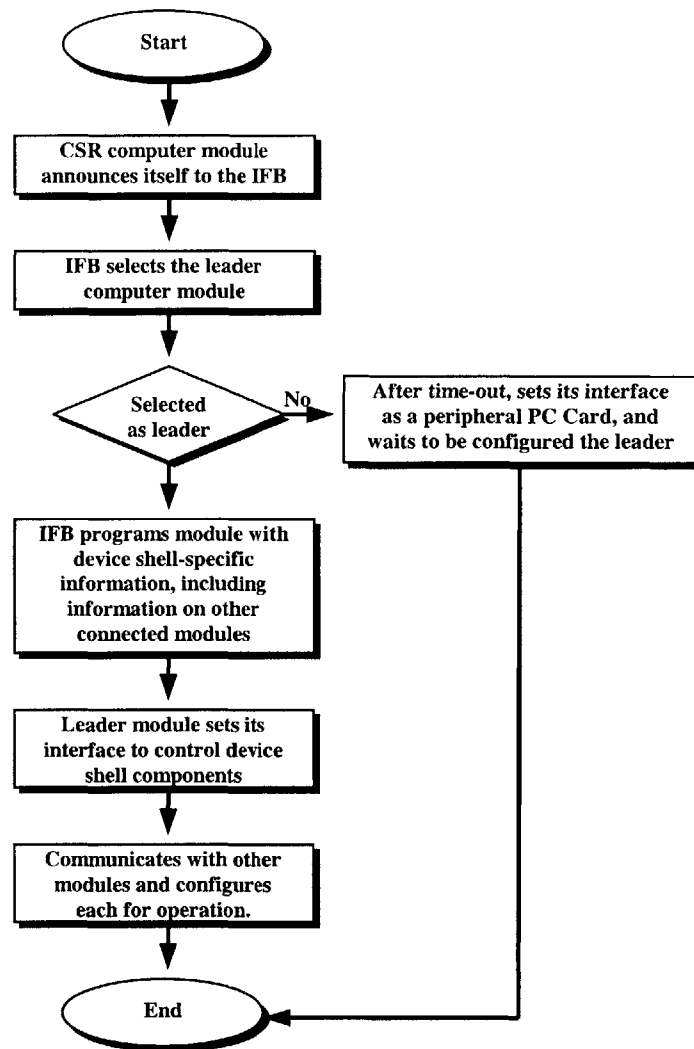 Start
CSR computer module
announces itself to the IFB
IFB selects the leader
computer module
Selected
as leader
No
After time-out, sets its interface
as a peripheral PC Card, and
waits to be configured the leader
IFB programs module with
device shell-specific
information, including
information on other
connected modules
Leader module sets its
interface to control device
shell components
Communicates with other
modules and configures
each for operation.
End